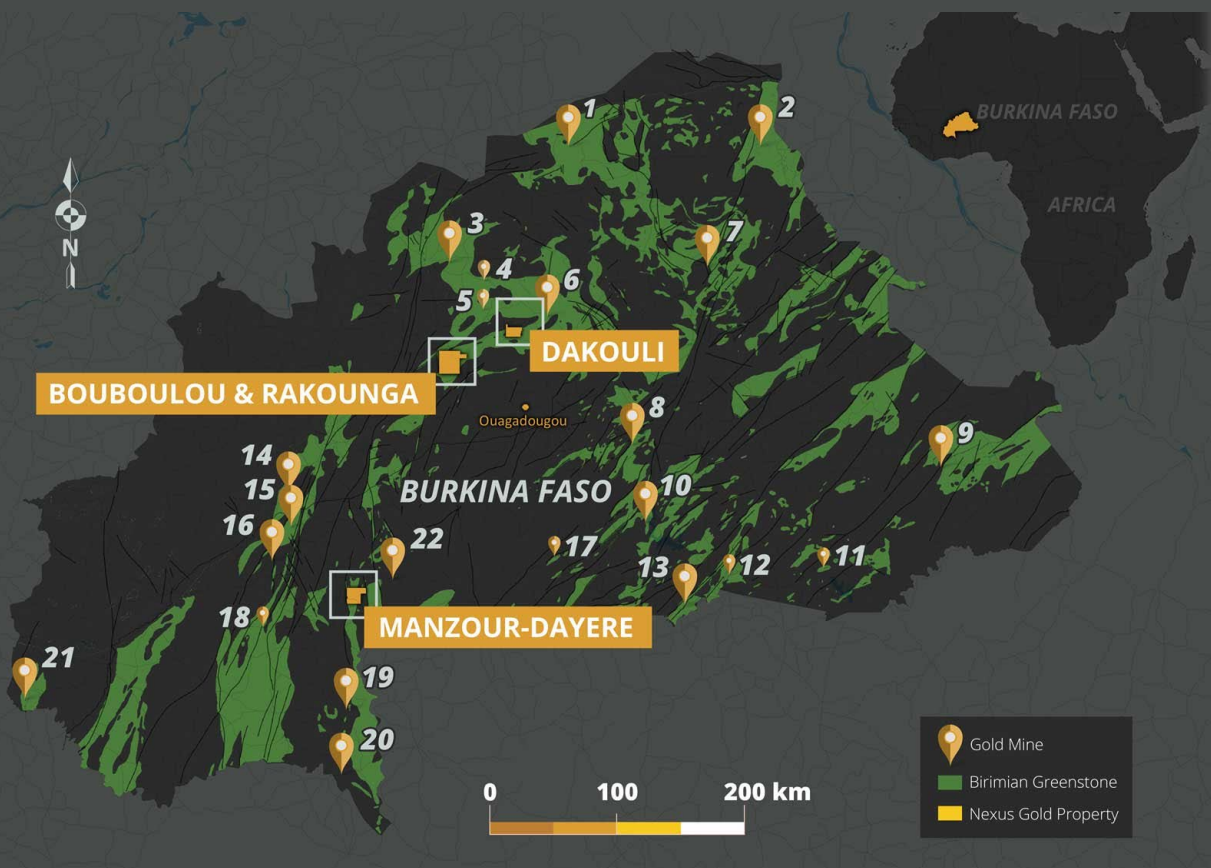 1
2
BURKINA FASO
AFRICA
N
3
7
4
6
5
DAKOULI
BOUBOULOU & RAKOUNGA
8
Ouagadougou
9
14
15
BURKINA FASO
10
16
22
17
11
12
13
18
MANZOUR-DAYERE
21
19
20
0 100 200 km
Gold Mine
Birimian Greenstone
Nexus Gold Property